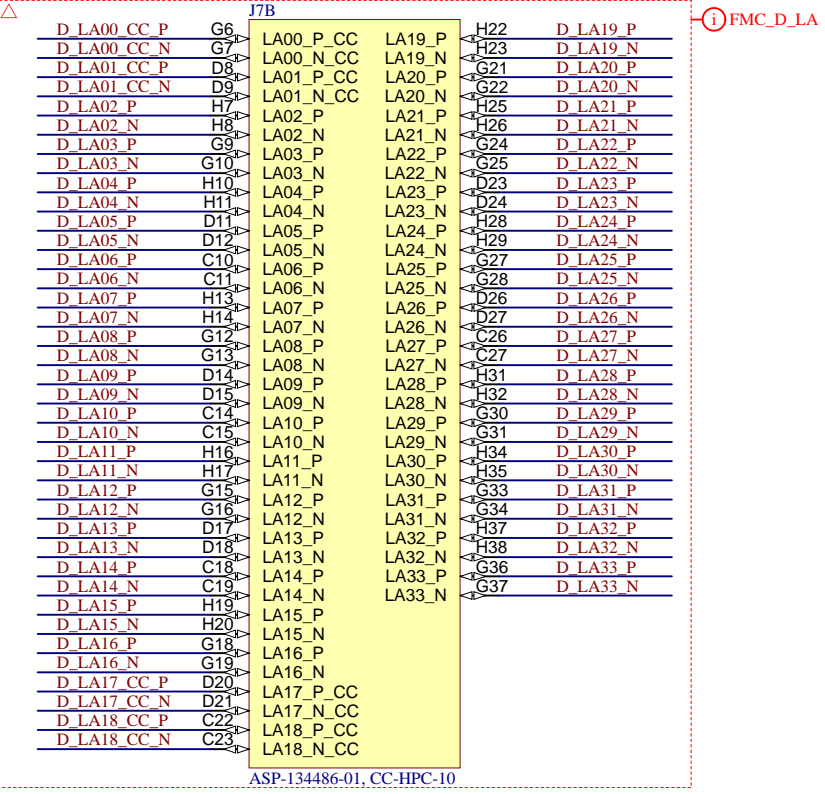 J7B
i FMC_D_LA
D_LA00_CC_P G6 LA00_P_CC LA19_P H22 D_LA19_P
D_LA00_CC_N G7 LA00_N_CC LA19_N H23 D_LA19_N
D_LA01_CC_P D8 LA01_P_CC LA20_P G21 D_LA20_P
D_LA01_CC_N D9 LA01_N_CC LA20_N G22 D_LA20_N
D_LA02_P H7 LA02_P LA21_P H25 D_LA21_P
D_LA02_N H8 LA02_N LA21_N H26 D_LA21_N
D_LA03_P G9 LA03_P LA22_P G24 D_LA22_P
D_LA03_N G10 LA03_N LA22_N G25 D_LA22_N
D_LA04_P H10 LA04_P LA23_P D23 D_LA23_P
D_LA04_N H11 LA04_N LA23_N D24 D_LA23_N
D_LA05_P D11 LA05_P LA24_P H28 D_LA24_P
D_LA05_N D12 LA05_N LA24_N H29 D_LA24_N
D_LA06_P C10 LA06_P LA25_P G27 D_LA25_P
D_LA06_N C11 LA06_N LA25_N G28 D_LA25_N
D_LA07_P H13 LA07_P LA26_P D26 D_LA26_P
D_LA07_N H14 LA07_N LA26_N D27 D_LA26_N
D_LA08_P G12 LA08_P LA27_P C26 D_LA27_P
D_LA08_N G13 LA08_N LA27_N C27 D_LA27_N
D_LA09_P D14 LA09_P LA28_P H31 D_LA28_P
D_LA09_N D15 LA09_N LA28_N H32 D_LA28_N
D_LA10_P C14 LA10_P LA29_P G30 D_LA29_P
D_LA10_N C15 LA10_N LA29_N G31 D_LA29_N
D_LA11_P H16 LA11_P LA30_P H34 D_LA30_P
D_LA11_N H17 LA11_N LA30_N H35 D_LA30_N
D_LA12_P G15 LA12_P LA31_P G33 D_LA31_P
D_LA12_N G16 LA12_N LA31_N G34 D_LA31_N
D_LA13_P D17 LA13_P LA32_P H37 D_LA32_P
D_LA13_N D18 LA13_N LA32_N H38 D_LA32_N
D_LA14_P C18 LA14_P LA33_P G36 D_LA33_P
D_LA14_N C19 LA14_N LA33_N G37 D_LA33_N
D_LA15_P H19 LA15_P
D_LA15_N H20 LA15_N
D_LA16_P G18 LA16_P
D_LA16_N G19 LA16_N
D_LA17_CC_P D20 LA17_P_CC
D_LA17_CC_N D21 LA17_N_CC
D_LA18_CC_P C22 LA18_P_CC
D_LA18_CC_N C23 LA18_N_CC
ASP-134486-01, CC-HPC-10